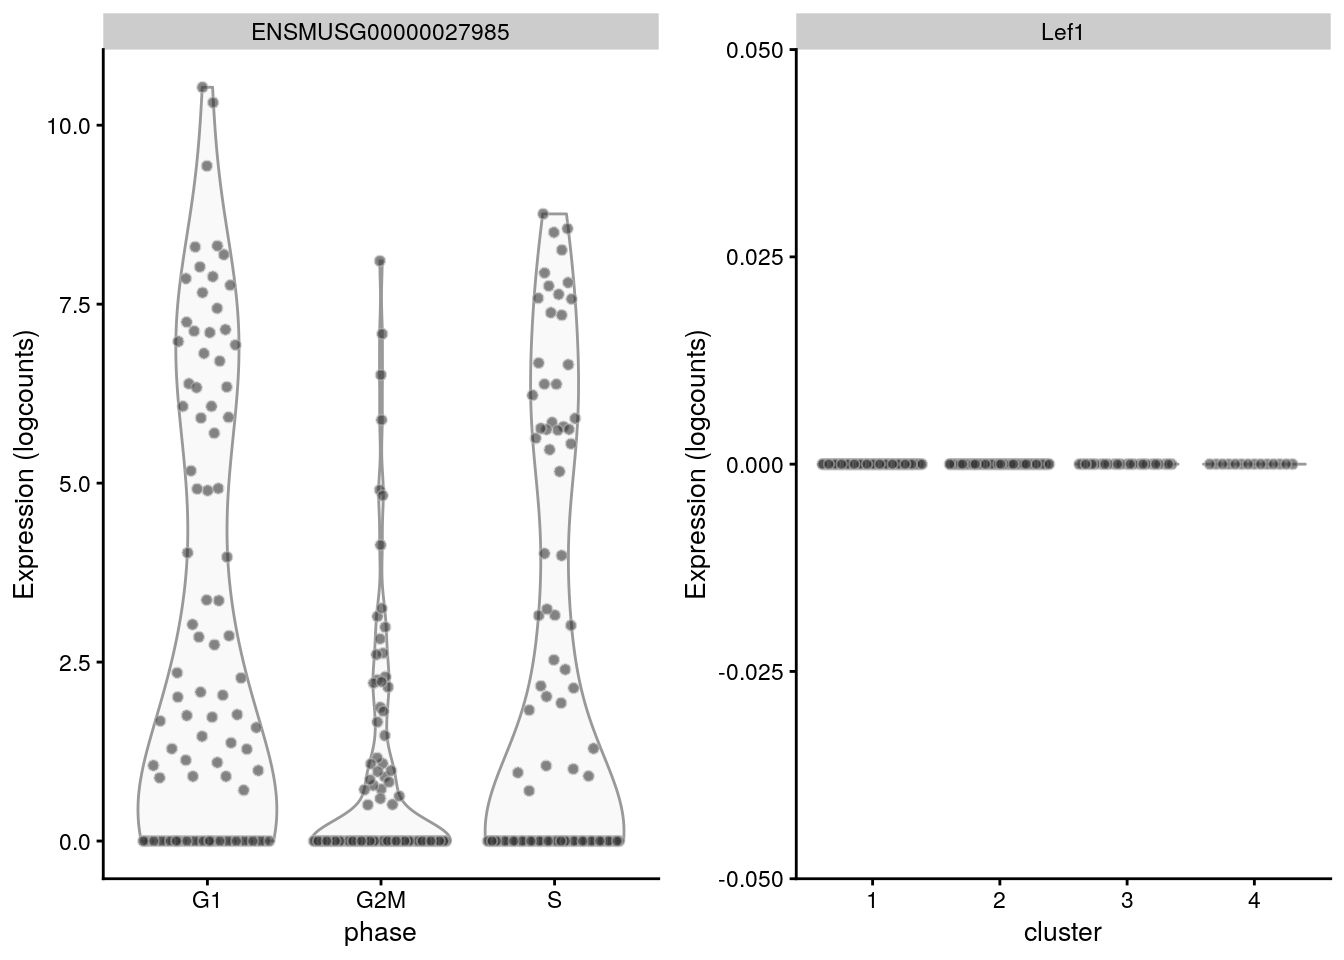 ENSMUSG00000027985
Expression (logcounts)
10.0
7.5
5.0
2.5
0.0
G1
G2M
S
phase
Lef1
Expression (logcounts)
0.050
0.025
0.000
-0.025
-0.050
1
2
3
4
cluster